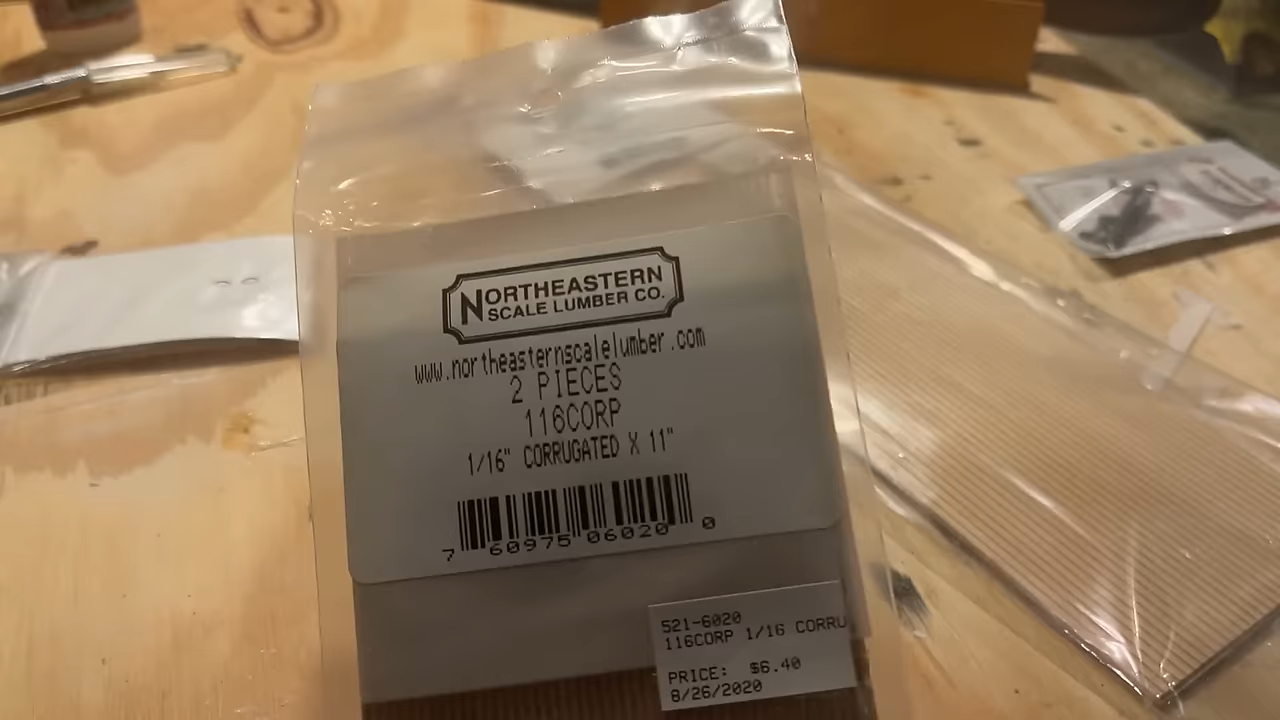 NORTHEASTERN
SCALE LUMBER CO.
www.northeasternscalelumber.com
2 PIECES
116CORP
1/16" CORRUGATED X 11"
7 60975 06020 0
521-6020
116CORP 1/16 CORRU
PRICE: $6.40
8/26/2020